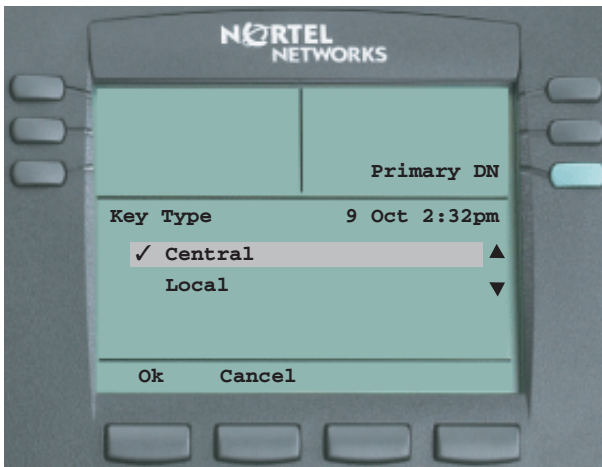 NORTEL
NETWORKS
Primary DN
Key Type 9 Oct 2:32pm
✓ Central
Local
Ok Cancel